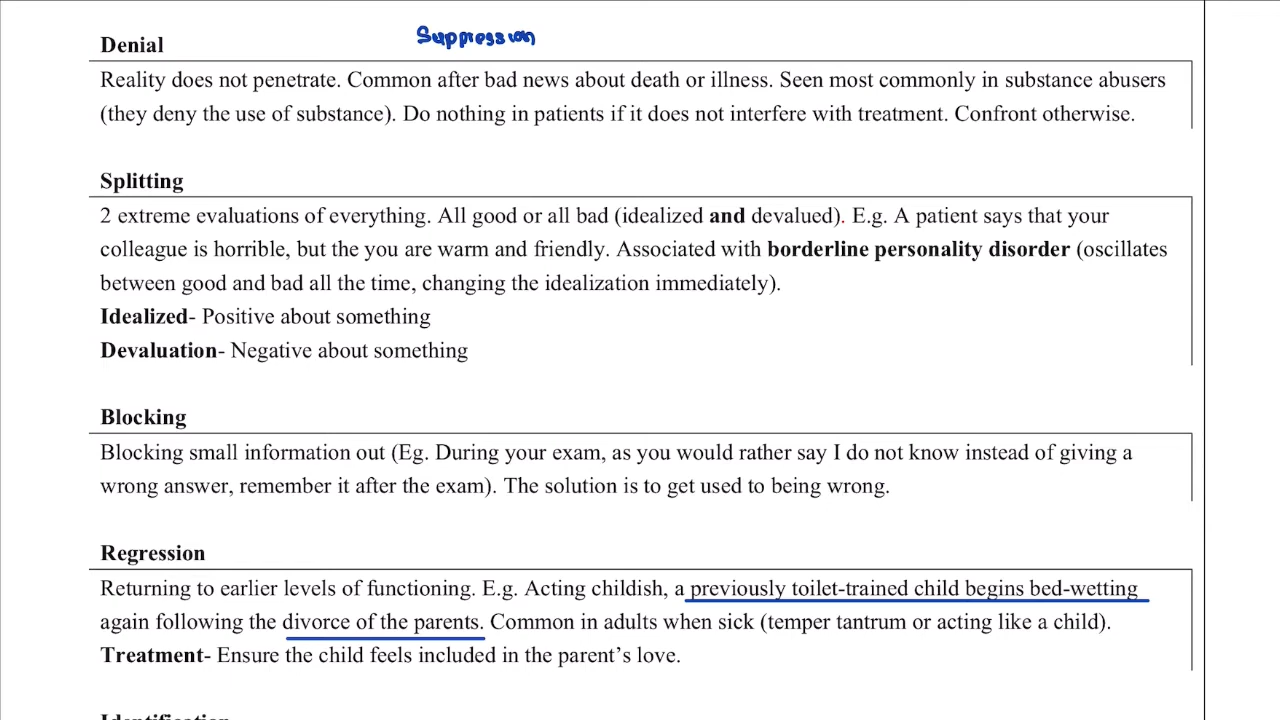 Suppression
Denial
Reality does not penetrate. Common after bad news about death or illness. Seen most commonly in substance abusers
(they deny the use of substance). Do nothing in patients if it does not interfere with treatment. Confront otherwise.
Splitting
2 extreme evaluations of everything. All good or all bad (idealized and devalued). E.g. A patient says that your
colleague is horrible, but the you are warm and friendly. Associated with borderline personality disorder (oscillates
between good and bad all the time, changing the idealization immediately).
Idealized- Positive about something
Devaluation- Negative about something
Blocking
Blocking small information out (Eg. During your exam, as you would rather say I do not know instead of giving a
wrong answer, remember it after the exam). The solution is to get used to being wrong.
Regression
Returning to earlier levels of functioning. E.g. Acting childish, a previously toilet-trained child begins bed-wetting
again following the divorce of the parents. Common in adults when sick (temper tantrum or acting like a child).
Treatment- Ensure the child feels included in the parent’s love.
Identification